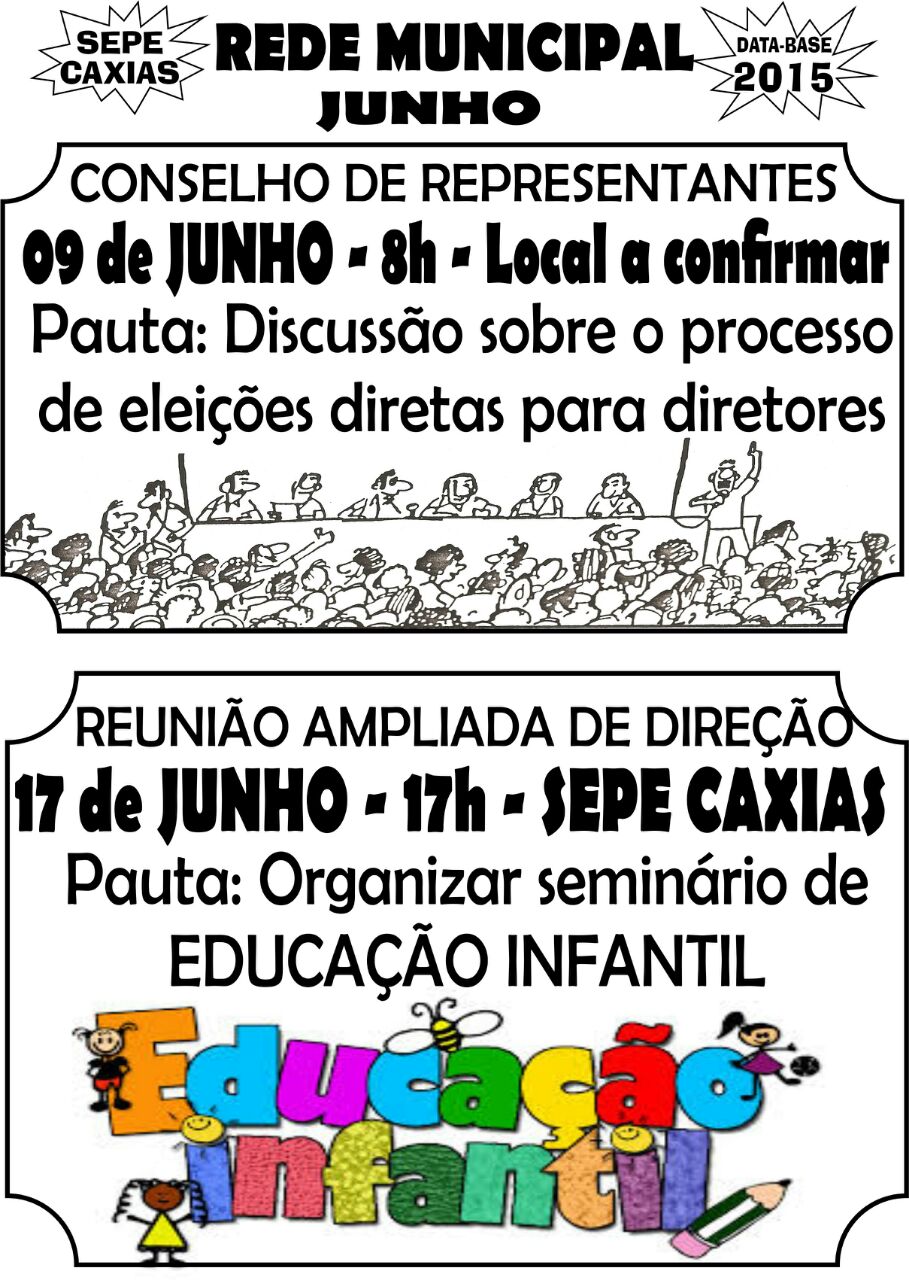 SEPE
CAXIAS
REDE MUNICIPAL
JUNHO
DATA-BASE
2015
CONSELHO DE REPRESENTANTES
09 de JUNHO - 8h - Local a confirmar
Pauta: Discussão sobre o processo
de eleições diretas para diretores
REUNIÃO AMPLIADA DE DIREÇÃO
17 de JUNHO - 17h - SEPE CAXIAS
Pauta: Organizar seminário de
EDUCAÇÃO INFANTIL
Educação
infantil